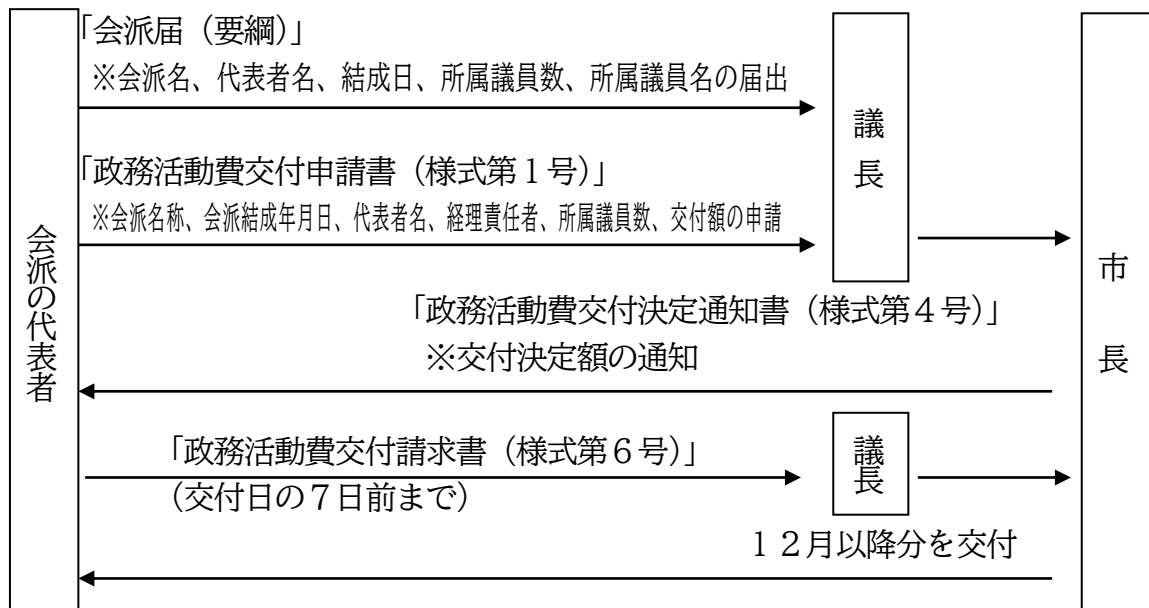 「会派届（要綱）」
※会派名、代表者名、結成日、所属議員数、所属議員名の届出
議長
「政務活動費交付申請書（様式第１号）」
※会派名称、会派結成年月日、代表者名、経理責任者、所属議員数、交付額の申請
会派の代表者
市長
「政務活動費交付決定通知書（様式第４号）」
※交付決定額の通知
「政務活動費交付請求書（様式第６号）」
（交付日の７日前まで）
議長
１２月以降分を交付